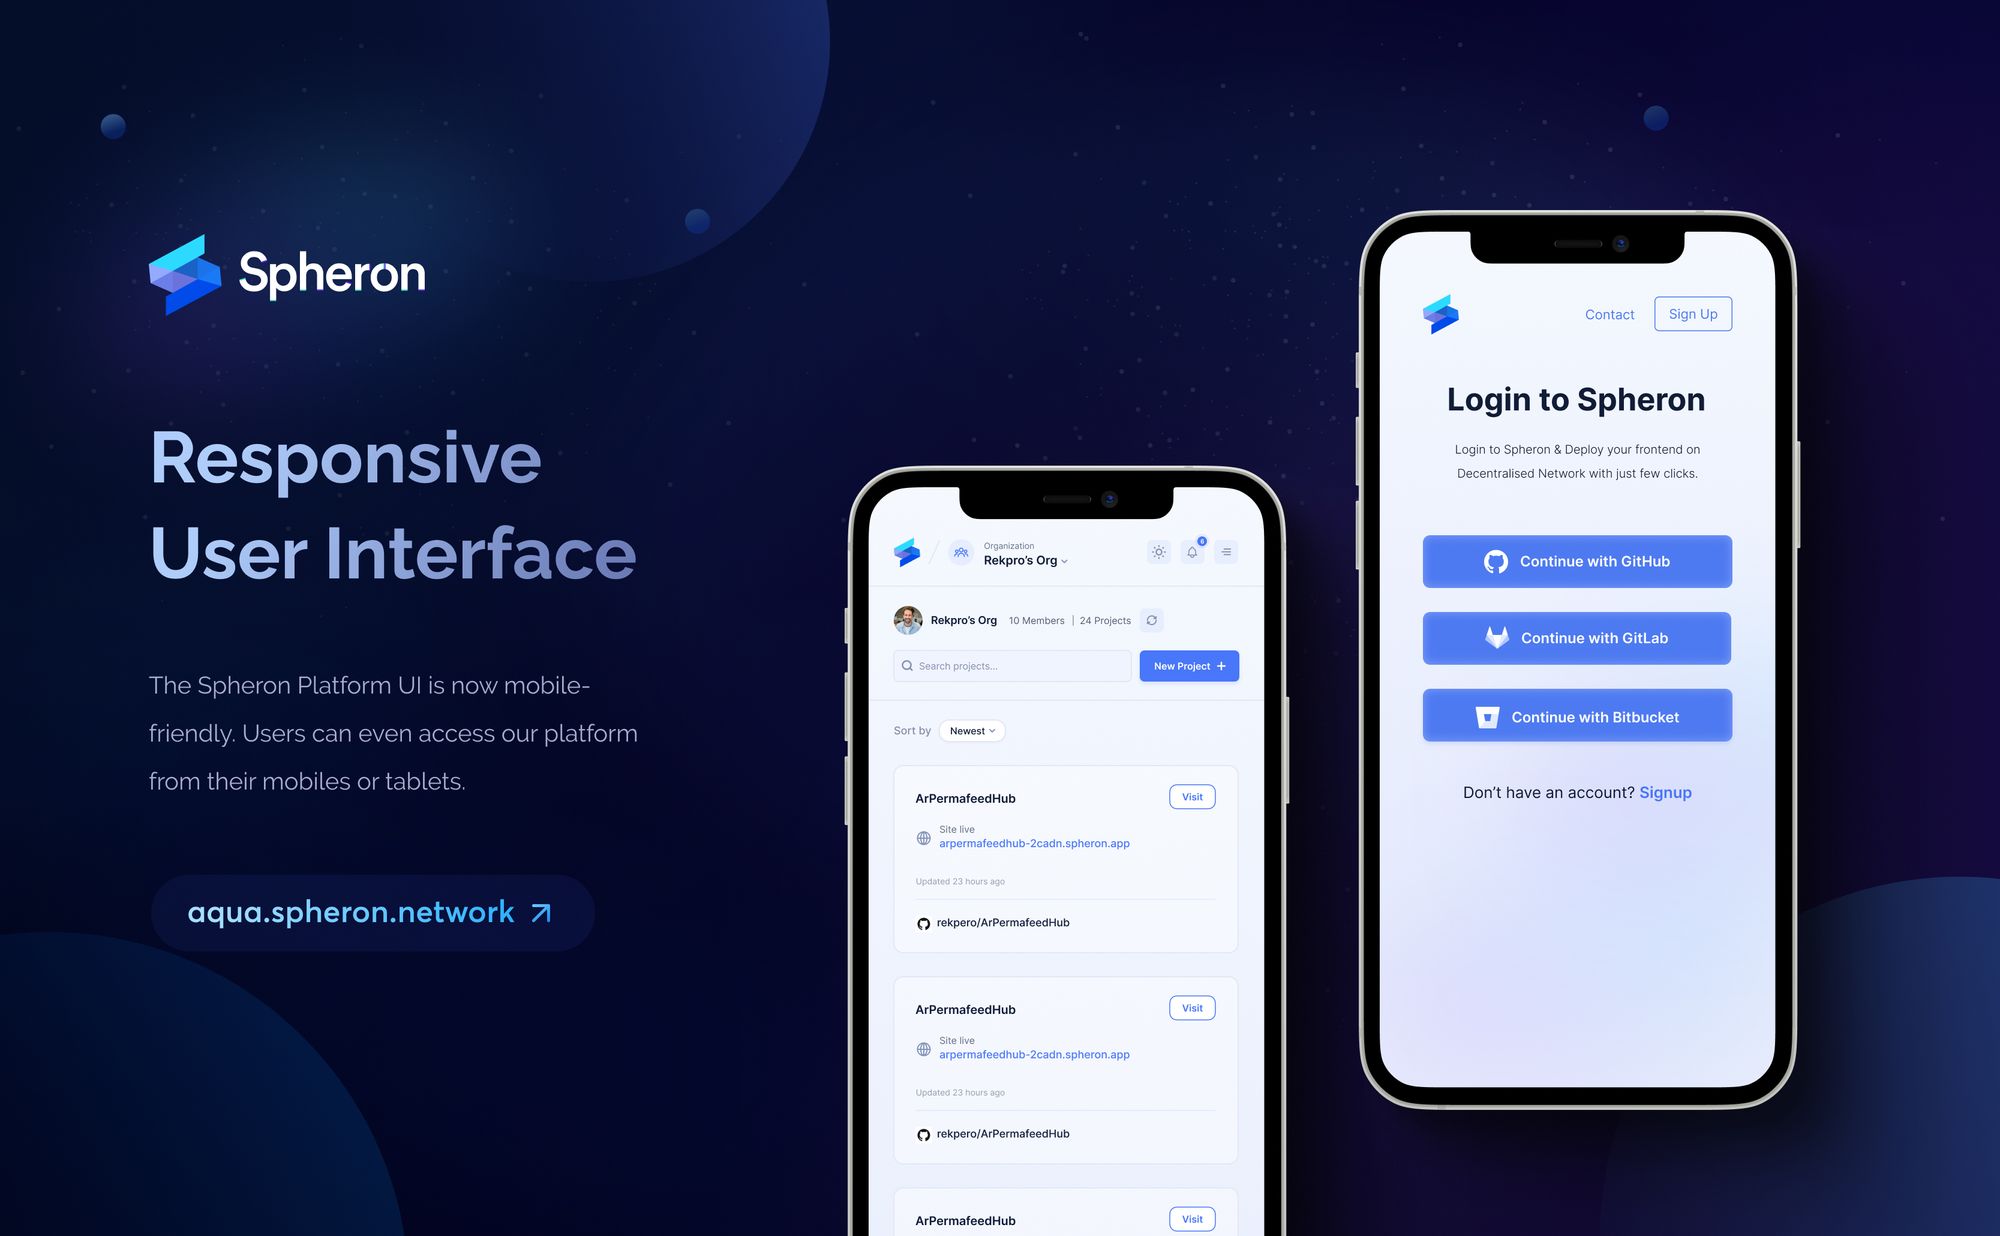 Spheron
Responsive
User Interface
The Spheron Platform UI is now mobile-
friendly. Users can even access our platform
from their mobiles or tablets.
aqua.spheron.network
Organization
Rekpro's Org
6
Rekpro's Org 10 Members | 24 Projects
Search projects...
New Project +
Sort by Newest
ArPermafeedHub
Visit
Site live
arpermafeedhub-2cadn.spheron.app
Updated 23 hours ago
rekpero/ArPermafeedHub
ArPermafeedHub
Visit
Site live
arpermafeedhub-2cadn.spheron.app
Updated 23 hours ago
rekpero/ArPermafeedHub
ArPermafeedHub
Visit
Contact
Sign Up
Login to Spheron
Login to Spheron & Deploy your frontend on
Decentralised Network with just few clicks.
Continue with GitHub
Continue with GitLab
Continue with Bitbucket
Don't have an account? Signup